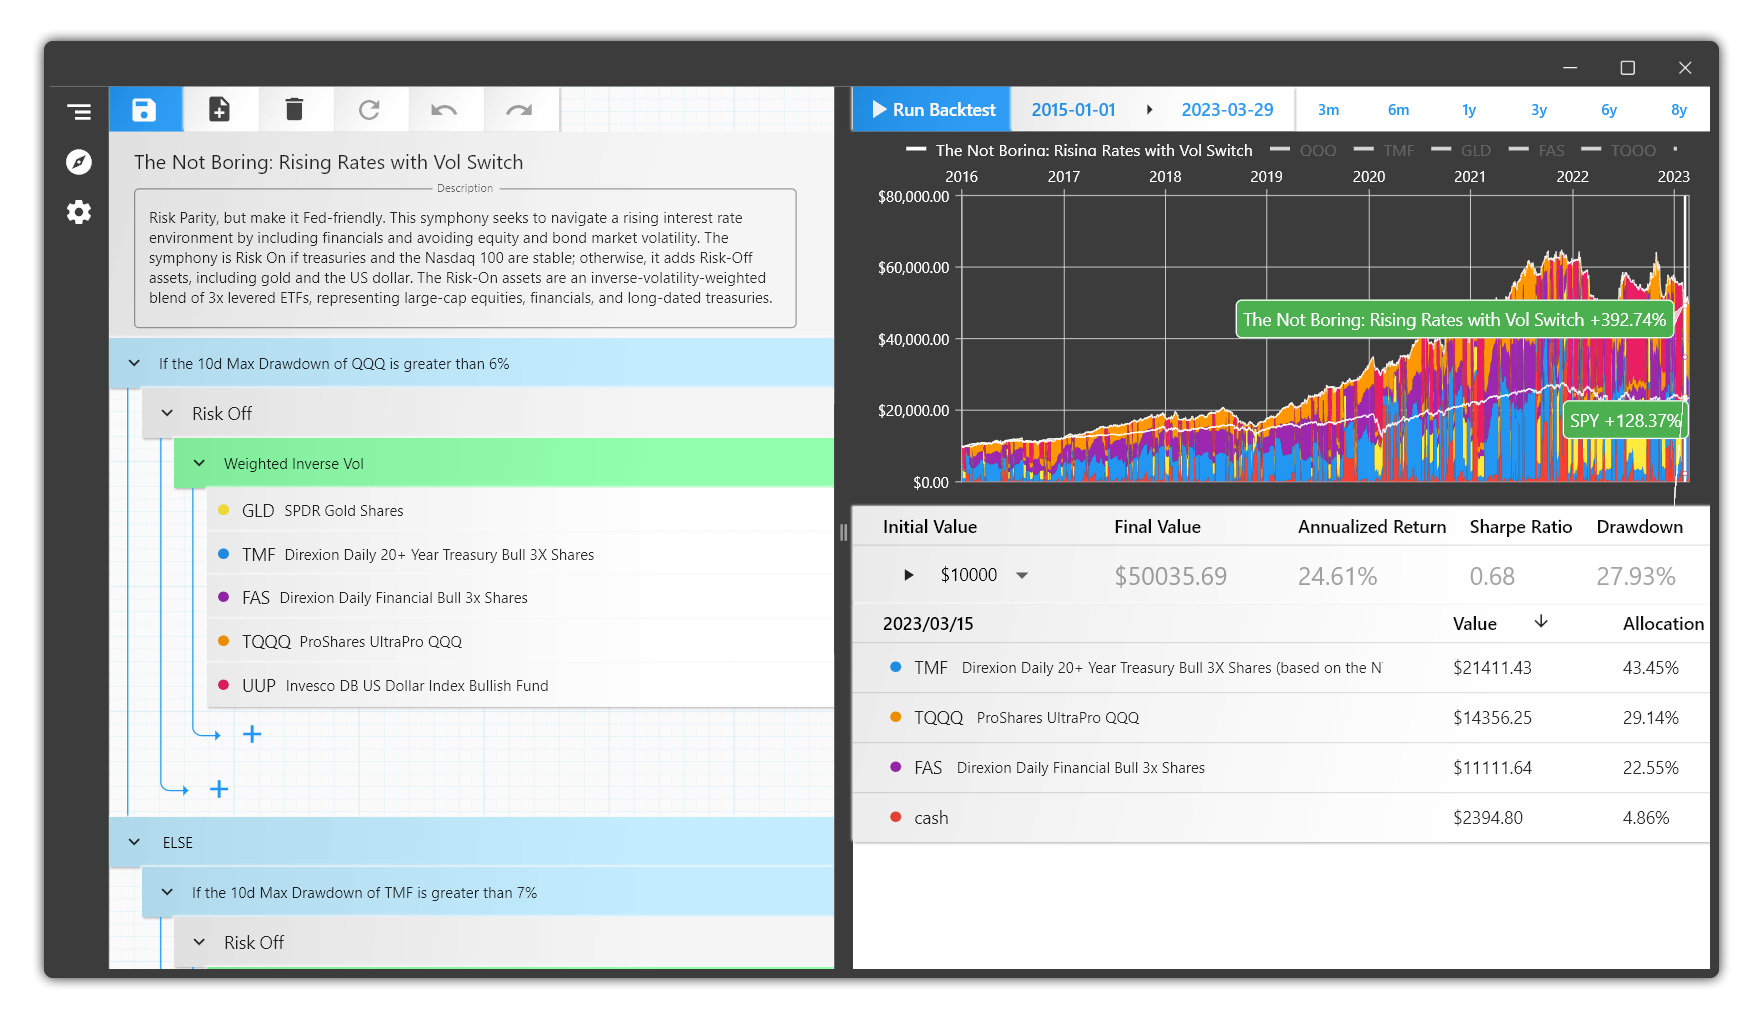 The Not Boring: Rising Rates with Vol Switch
Description
Risk Parity, but make it Fed-friendly. This symphony seeks to navigate a rising interest rate
environment by including financials and avoiding equity and bond market volatility. The
symphony is Risk On if treasuries and the Nasdaq 100 are stable; otherwise, it adds Risk-Off
assets, including gold and the US dollar. The Risk-On assets are an inverse-volatility-weighted
blend of 3x levered ETFs, representing large-cap equities, financials, and long-dated treasuries.
If the 10d Max Drawdown of QQQ is greater than 6%
Risk Off
Weighted Inverse Vol
GLD SPDR Gold Shares
TMF Direxion Daily 20+ Year Treasury Bull 3X Shares
FAS Direxion Daily Financial Bull 3x Shares
TQQQ ProShares UltraPro QQQ
UUP Invesco DB US Dollar Index Bullish Fund
ELSE
If the 10d Max Drawdown of TMF is greater than 7%
Risk Off
Run Backtest 2015-01-01 2023-03-29 3m 6m 1y 3y 6y 8y
The Not Boring: Rising Rates with Vol Switch QQQ TMF GLD FAS TQQQ
2016 2017 2018 2019 2020 2021 2022 2023
$80,000.00
$60,000.00
The Not Boring: Rising Rates with Vol Switch +392.74%
$40,000.00
$20,000.00
SPY +128.37%
$0.00
Initial Value Final Value Annualized Return Sharpe Ratio Drawdown
$10000 $50035.69 24.61% 0.68 27.93%
2023/03/15 Value Allocation
TMF Direxion Daily 20+ Year Treasury Bull 3X Shares (based on the N $21411.43 43.45%
TQQQ ProShares UltraPro QQQ $14356.25 29.14%
FAS Direxion Daily Financial Bull 3x Shares $11111.64 22.55%
cash $2394.80 4.86%